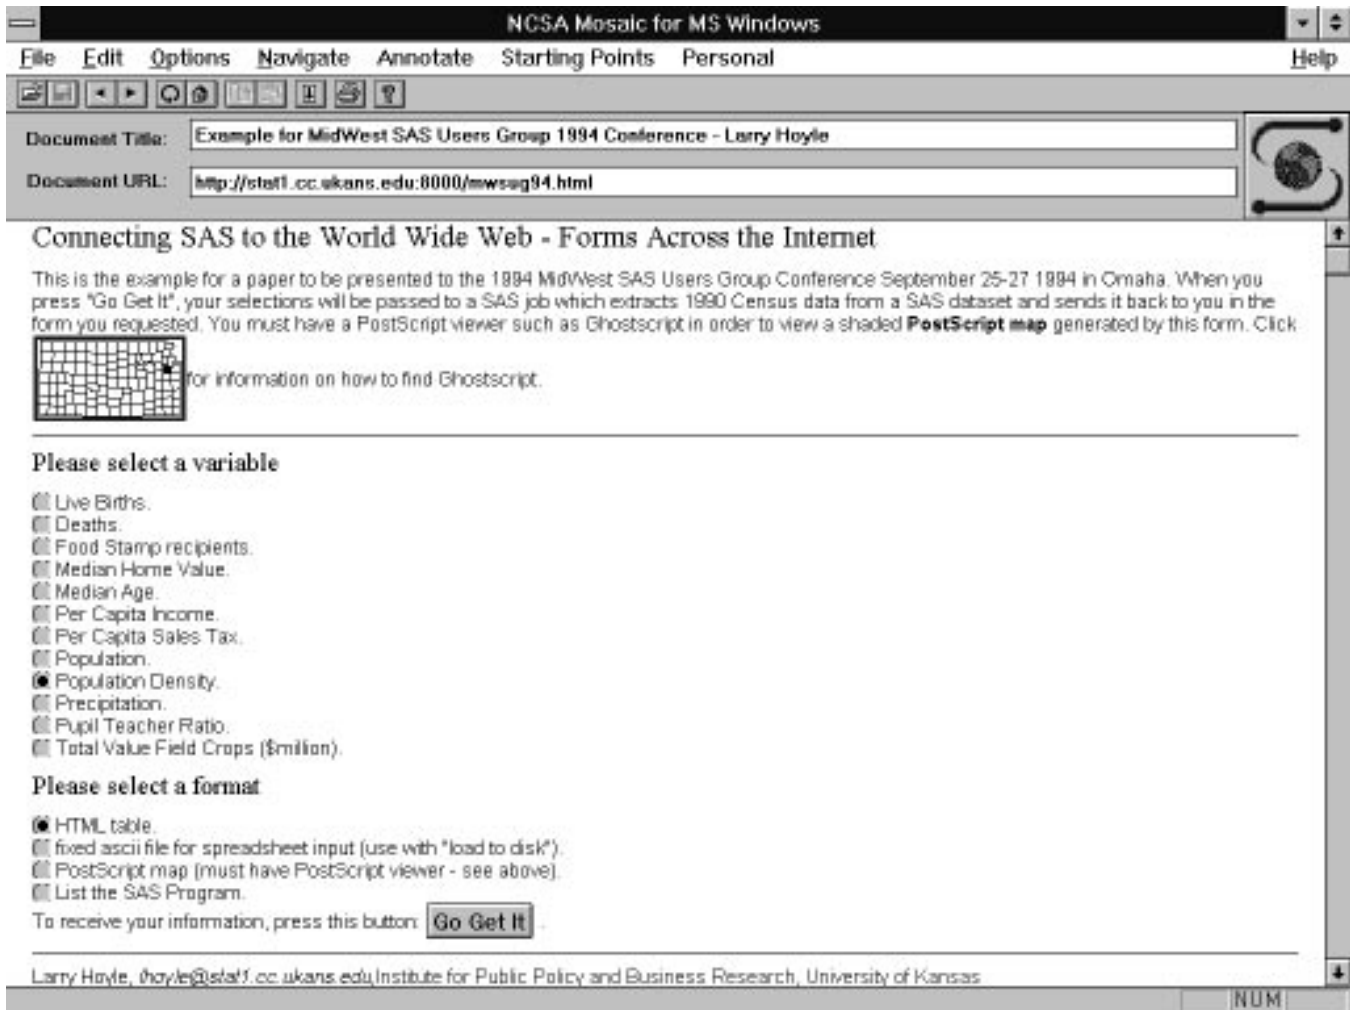 NCSA Mosaic for MS Windows
File Edit Options Navigate Annotate Starting Points Personal Help
Document Title: Example for MidWest SAS Users Group 1994 Conference - Larry Hoyle
Document URL: http://stat1.cc.ukans.edu:8000/mwsug94.html
Connecting SAS to the World Wide Web - Forms Across the Internet
This is the example for a paper to be presented to the 1994 MidWest SAS Users Group Conference September 25-27 1994 in Omaha. When you
press "Go Get It", your selections will be passed to a SAS job which extracts 1990 Census data from a SAS dataset and sends it back to you in the
form you requested. You must have a PostScript viewer such as Ghostscript in order to view a shaded PostScript map generated by this form. Click
for information on how to find Ghostscript.
Please select a variable
Live Births.
Deaths.
Food Stamp recipients.
Median Home Value.
Median Age.
Per Capita Income.
Per Capita Sales Tax.
Population.
Population Density.
Precipitation.
Pupil Teacher Ratio.
Total Value Field Crops ($million).
Please select a format
HTML table.
fixed ascii file for spreadsheet input (use with "load to disk").
PostScript map (must have PostScript viewer - see above).
List the SAS Program.
To receive your information, press this button: Go Get It .
Larry Hoyle, lhoyle@stat1.cc.ukans.edu,Institute for Public Policy and Business Research, University of Kansas
NUM